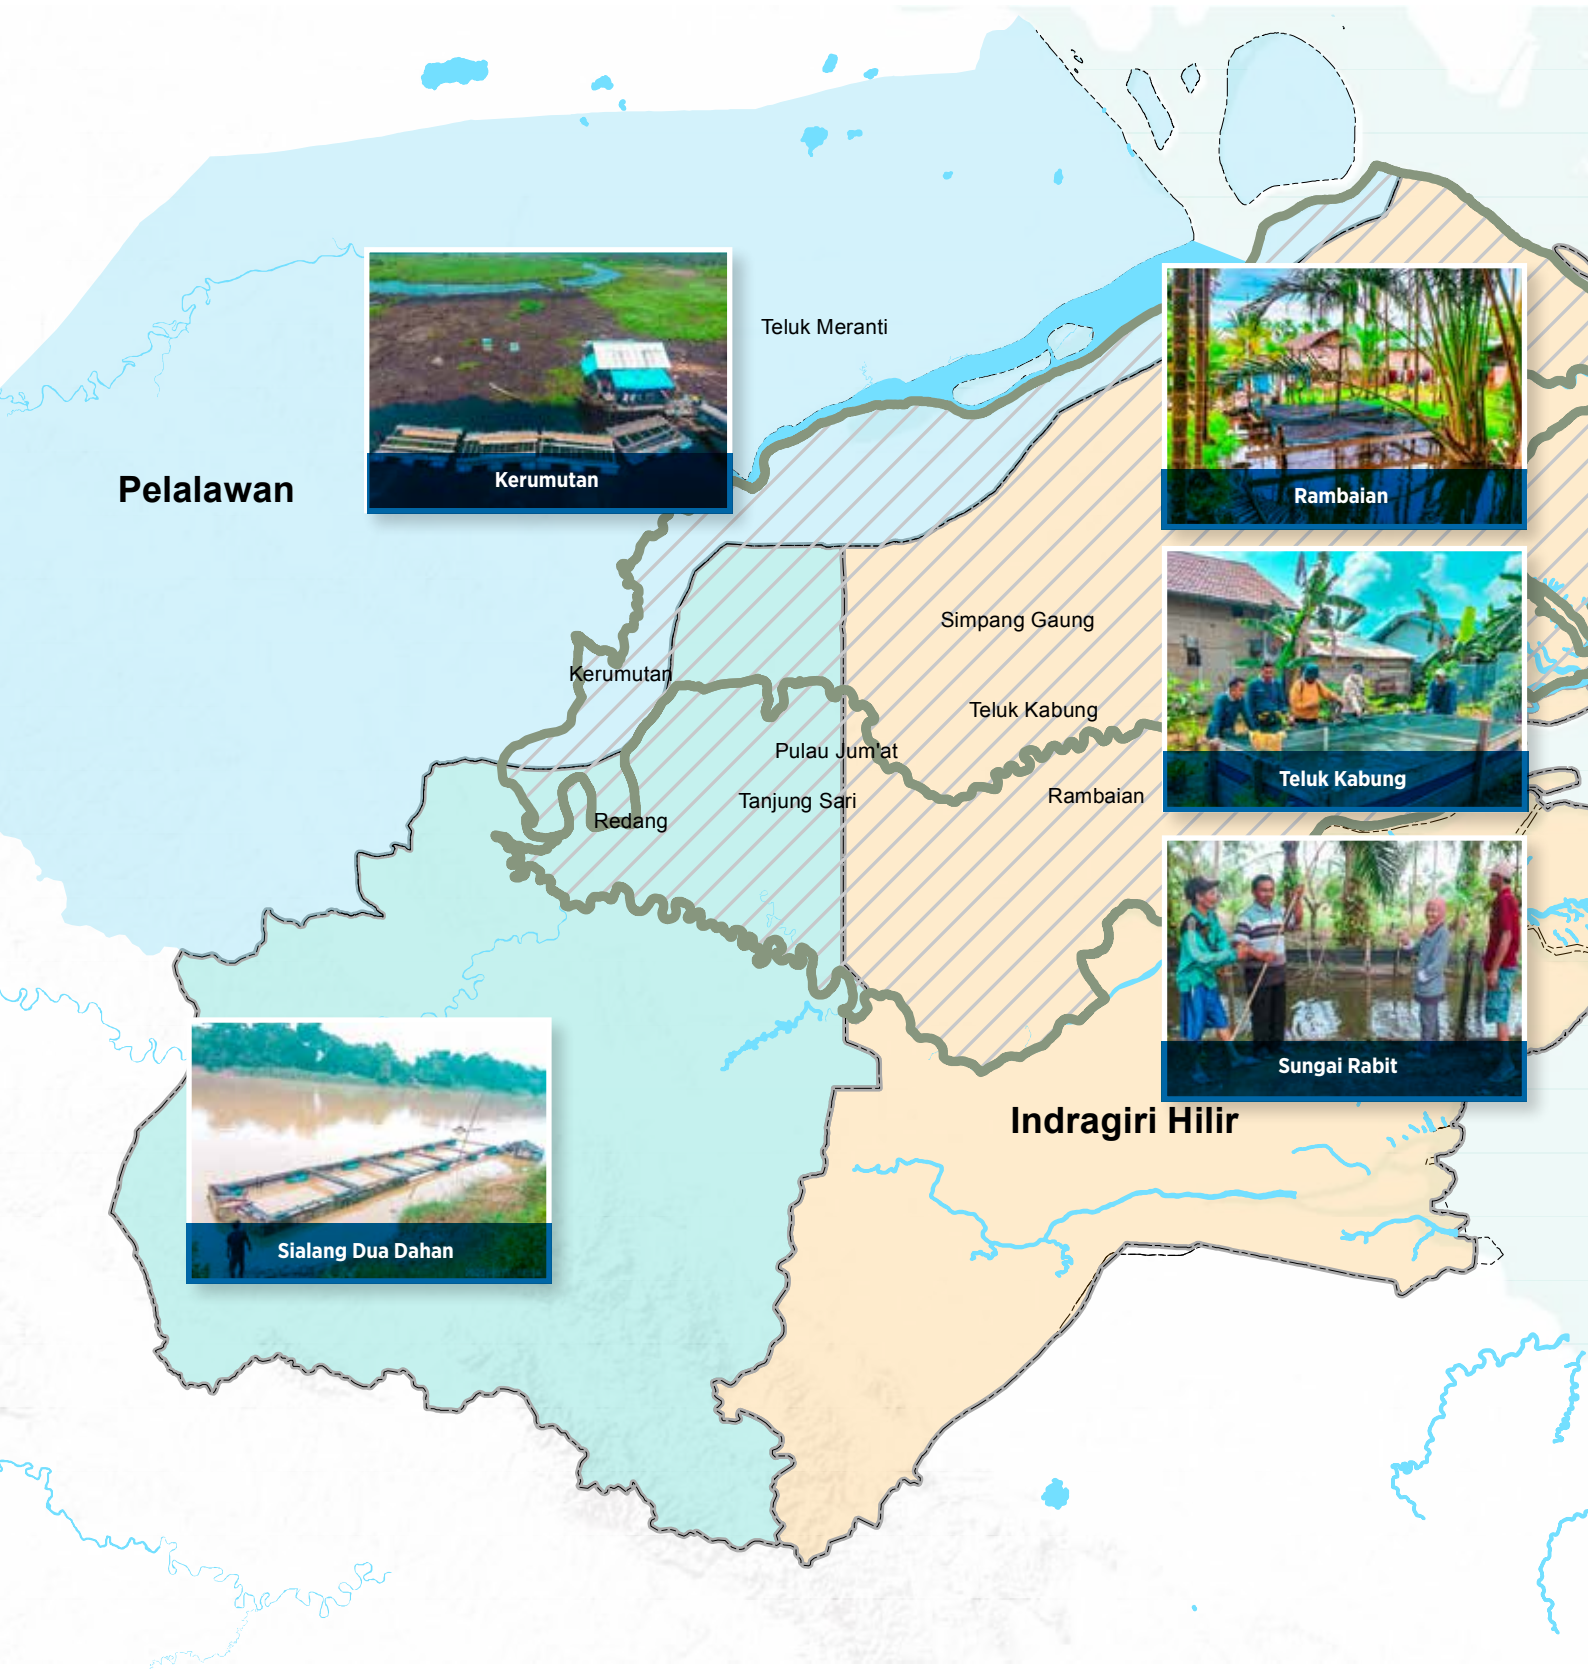 Teluk Meranti
Pelalawan
Kerumutan
Rambaian
Simpang Gaung
Kerumutan
Teluk Kabung
Pulau Jum'at
Teluk Kabung
Tanjung Sari
Rambaian
Redang
Sungai Rabit
Indragiri Hilir
Sialang Dua Dahan